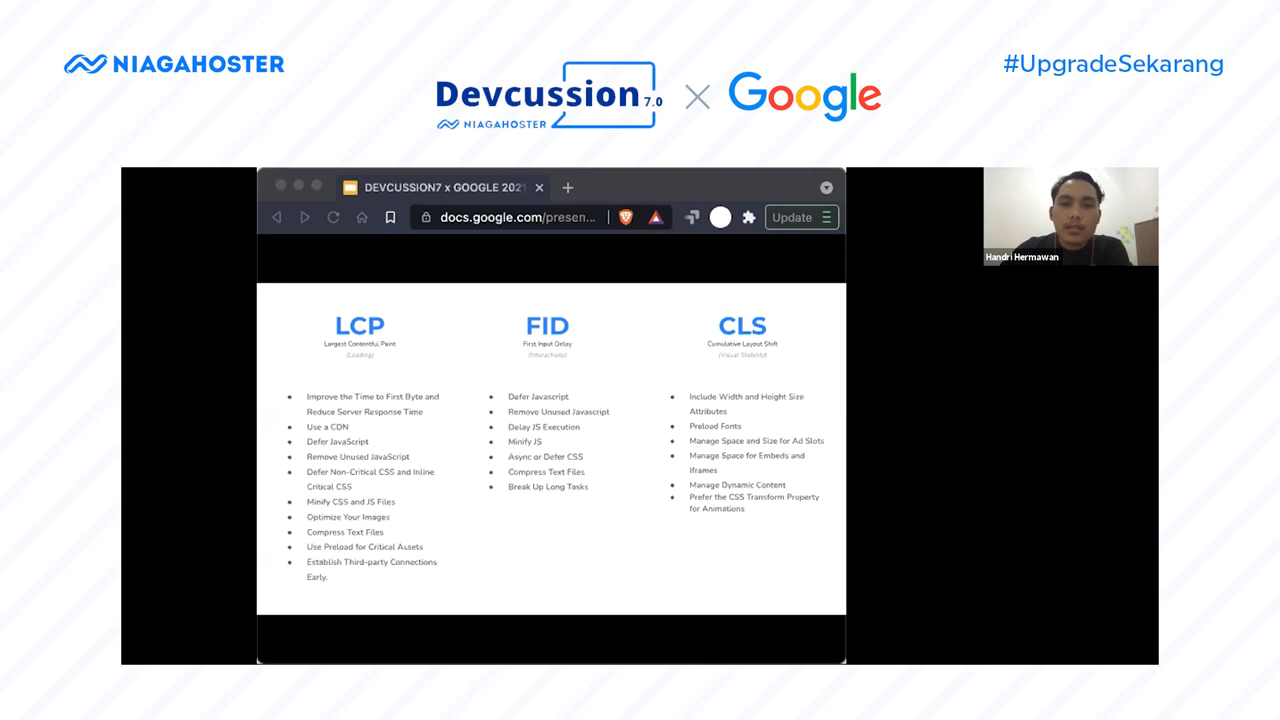 NIAGAHOSTER
#UpgradeSekarang
Devcussion 7.0
NIAGAHOSTER
Google
DEVCUSSION7 x GOOGLE 2021
docs.google.com/presen...
Update
Handri Hermawan
LCP
Largest Contentful Paint
(Loading)
Improve the Time to First Byte and
Reduce Server Response Time
Use a CDN
Defer JavaScript
Remove Unused JavaScript
Defer Non-Critical CSS and Inline
Critical CSS
Minify CSS and JS Files
Optimize Your Images
Compress Text Files
Use Preload for Critical Assets
Establish Third-party Connections
Early.
FID
First Input Delay
(Interactivity)
Defer Javascript
Remove Unused Javascript
Delay JS Execution
Minify JS
Async or Defer CSS
Compress Text Files
Break Up Long Tasks
CLS
Cumulative Layout Shift
(Visual Stability)
Include Width and Height Size
Attributes
Preload Fonts
Manage Space and Size for Ad Slots
Manage Space for Embeds and
Iframes
Manage Dynamic Content
Prefer the CSS Transform Property
for Animations